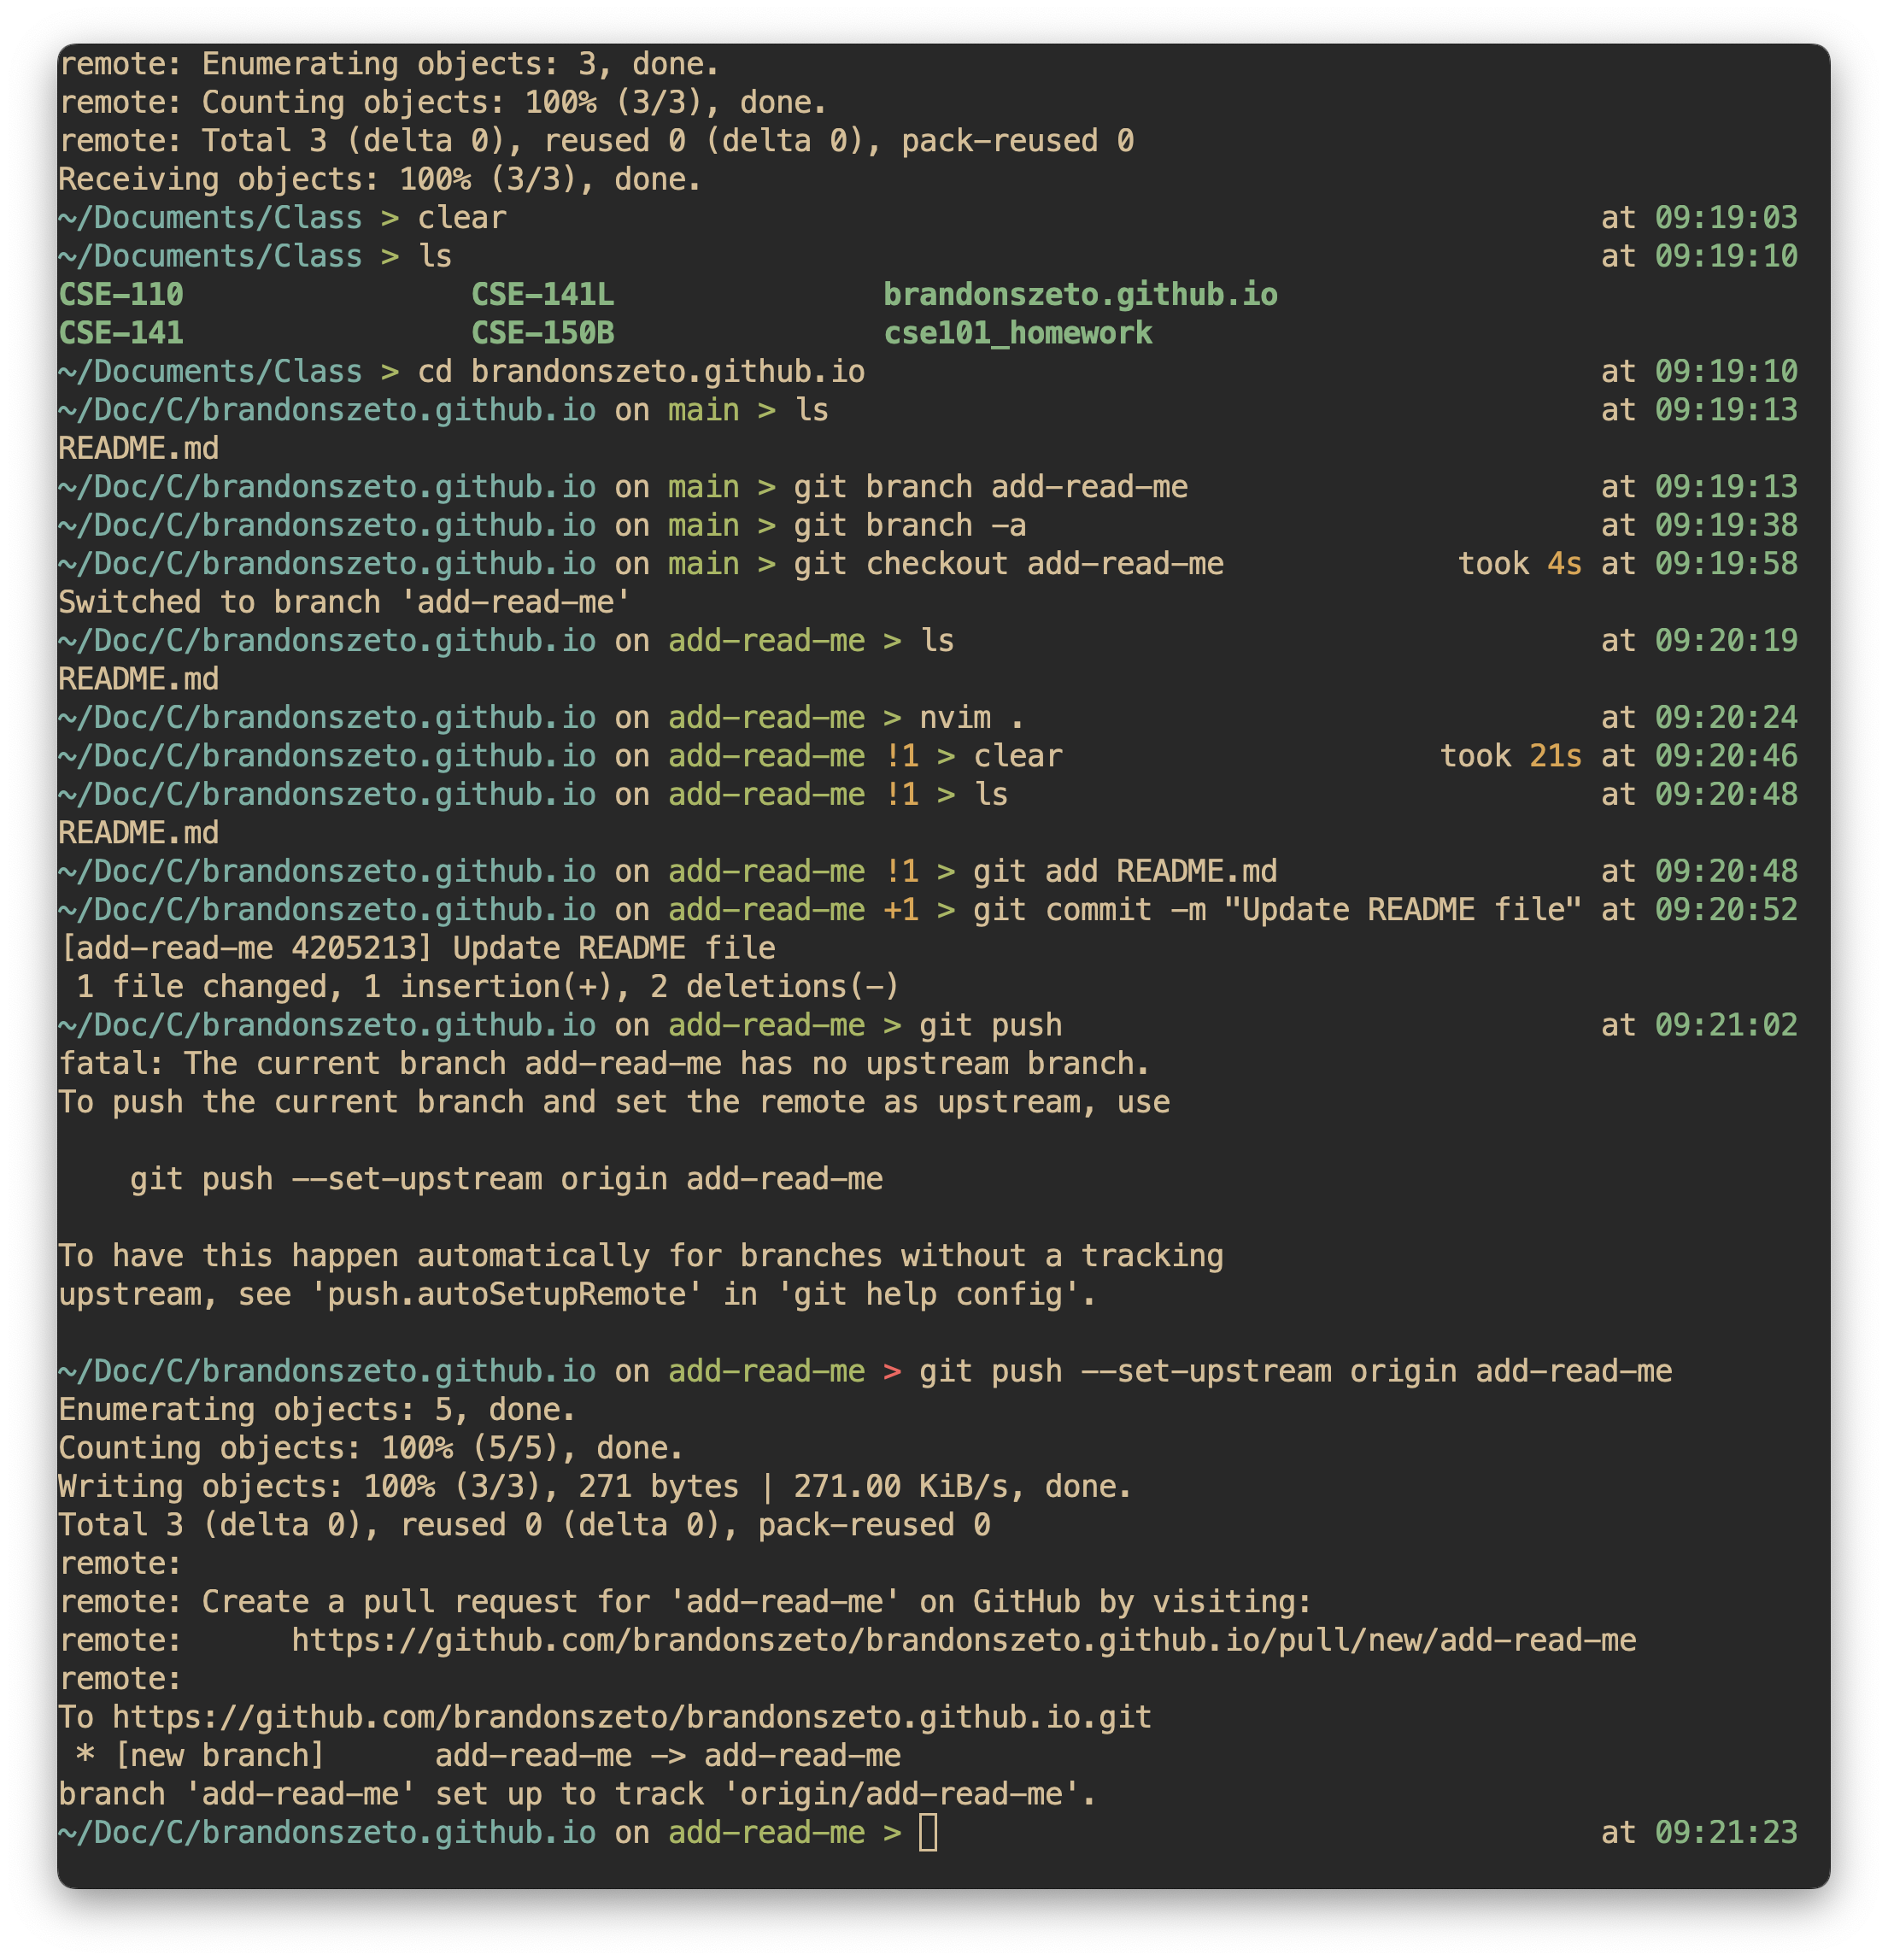 remote: Enumerating objects: 3, done.
remote: Counting objects: 100% (3/3), done.
remote: Total 3 (delta 0), reused 0 (delta 0), pack-reused 0
Receiving objects: 100% (3/3), done.
~/Documents/Class > clear at 09:19:03
~/Documents/Class > ls at 09:19:10
CSE-110 CSE-141L brandonszeto.github.io
CSE-141 CSE-150B cse101_homework
~/Documents/Class > cd brandonszeto.github.io at 09:19:10
~/Doc/C/brandonszeto.github.io on main > ls at 09:19:13
README.md
~/Doc/C/brandonszeto.github.io on main > git branch add-read-me at 09:19:13
~/Doc/C/brandonszeto.github.io on main > git branch -a at 09:19:38
~/Doc/C/brandonszeto.github.io on main > git checkout add-read-me took 4s at 09:19:58
Switched to branch 'add-read-me'
~/Doc/C/brandonszeto.github.io on add-read-me > ls at 09:20:19
README.md
~/Doc/C/brandonszeto.github.io on add-read-me > nvim . at 09:20:24
~/Doc/C/brandonszeto.github.io on add-read-me !1 > clear took 21s at 09:20:46
~/Doc/C/brandonszeto.github.io on add-read-me !1 > ls at 09:20:48
README.md
~/Doc/C/brandonszeto.github.io on add-read-me !1 > git add README.md at 09:20:48
~/Doc/C/brandonszeto.github.io on add-read-me +1 > git commit -m "Update README file" at 09:20:52
[add-read-me 4205213] Update README file
 1 file changed, 1 insertion(+), 2 deletions(-)
~/Doc/C/brandonszeto.github.io on add-read-me > git push at 09:21:02
fatal: The current branch add-read-me has no upstream branch.
To push the current branch and set the remote as upstream, use
    git push --set-upstream origin add-read-me
To have this happen automatically for branches without a tracking
upstream, see 'push.autoSetupRemote' in 'git help config'.
~/Doc/C/brandonszeto.github.io on add-read-me > git push --set-upstream origin add-read-me
Enumerating objects: 5, done.
Counting objects: 100% (5/5), done.
Writing objects: 100% (3/3), 271 bytes | 271.00 KiB/s, done.
Total 3 (delta 0), reused 0 (delta 0), pack-reused 0
remote:
remote: Create a pull request for 'add-read-me' on GitHub by visiting:
remote:      https://github.com/brandonszeto/brandonszeto.github.io/pull/new/add-read-me
remote:
To https://github.com/brandonszeto/brandonszeto.github.io.git
 * [new branch]      add-read-me -> add-read-me
branch 'add-read-me' set up to track 'origin/add-read-me'.
~/Doc/C/brandonszeto.github.io on add-read-me > at 09:21:23